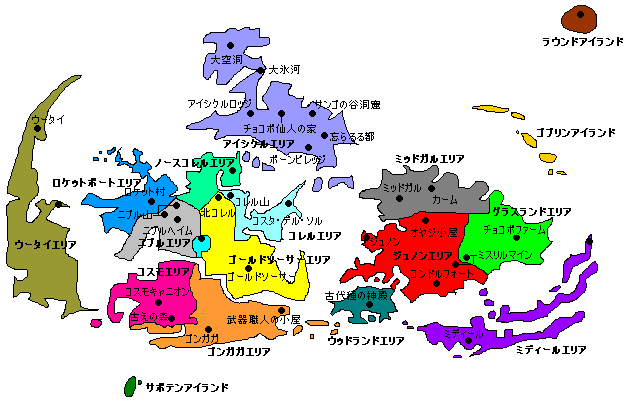 ラウンドアイランド
大空洞
大氷河
アイシクルロッジ
サンゴの谷洞窟
チョコボ仙人の家
忘らるる都
アイシクルエリア
ボーンビレッジ
ウータイ
ゴブリンアイランド
ノースコレルエリア
ミッドガルエリア
ロケットポートエリア
ロケット村
ミッドガル
カーム
コレル山
北コレル
グラスランドエリア
ニブル山
コスタ・デル・ソル
オヤジ小屋
チョコボファーム
ニブルヘイム
コレルエリア
ジュノン
ウータイエリア
ニブルエリア
ゴールドソーサーエリア
ジュノンエリア
ミスリルマイン
コスモエリア
ゴールドソーサー
コンドルフォート
コスモキャニオン
古代種の神殿
古えの森
武器職人の小屋
ゴンガガ
ウッドランドエリア
ミディール
ゴンガガエリア
ミディールエリア
サボテンアイランド